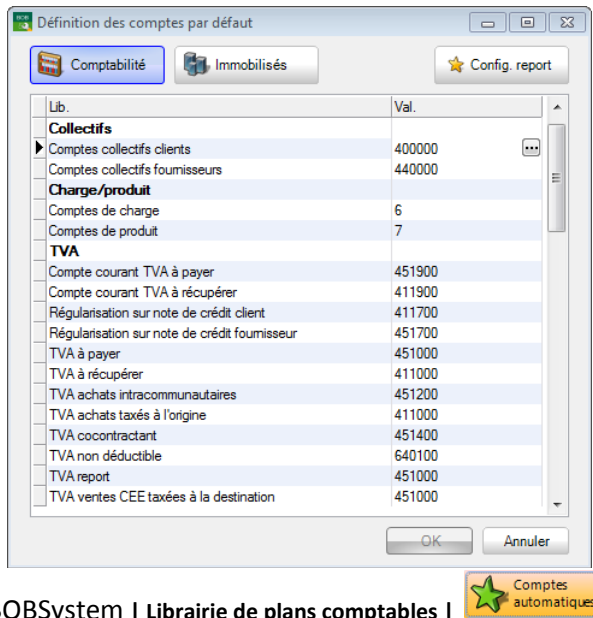 BOB
Définition des comptes par défaut
Comptabilité Immobilisés Config. report
Lib. Val.
Collectifs
Comptes collectifs clients 400000 ...
Comptes collectifs fournisseurs 440000
Charge/produit
Comptes de charge 6
Comptes de produit 7
TVA
Compte courant TVA à payer 451900
Compte courant TVA à récupérer 411900
Régularisation sur note de crédit client 411700
Régularisation sur note de crédit fournisseur 451700
TVA à payer 451000
TVA à récupérer 411000
TVA achats intracommunautaires 451200
TVA achats taxés à l'origine 411000
TVA cocontractant 451400
TVA non déductible 640100
TVA report 451000
TVA ventes CEE taxées à la destination 451000
OK Annuler
BOBSystem | Librairie de plans comptables | Comptes
automatiques